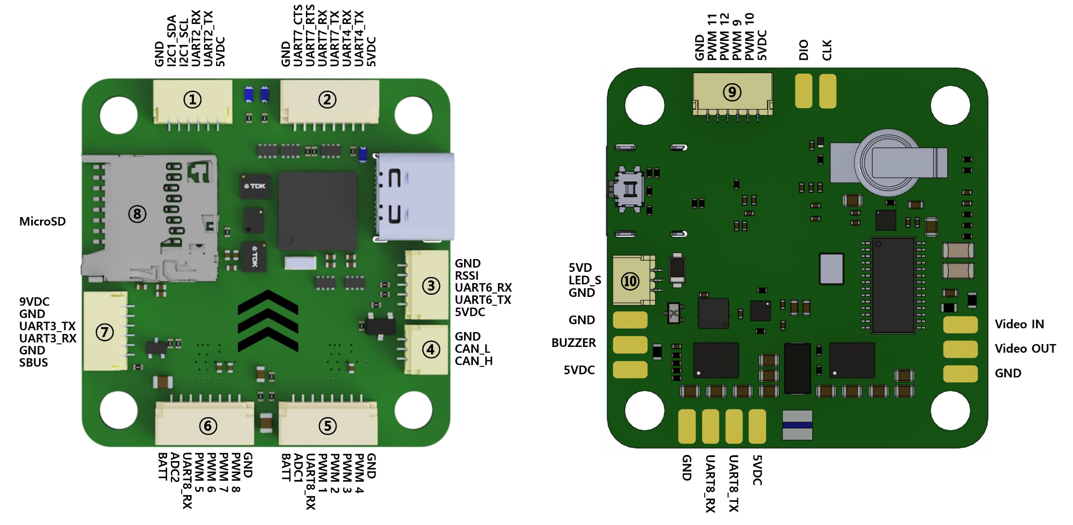 GND
I2C1_SDA
I2C1_SCL
UART2_RX
UART2_TX
5VDC
GND
UART7_CTS
UART7_RTS
UART7_RX
UART7_TX
UART4_RX
UART4_TX
5VDC
①
②
TDK
TDK
⑧
MicroSD
GND
RSSI
UART6_RX
UART6_TX
5VDC
③
9VDC
GND
UART3_TX
UART3_RX
GND
SBUS
⑦
GND
CAN_L
CAN_H
④
⑥
⑤
BATT
ADC2
UART8_RX
PWM 5
PWM 6
PWM 7
PWM 8
GND
BATT
ADC1
UART8_RX
PWM 1
PWM 2
PWM 3
PWM 4
GND
GND
PWM 11
PWM 12
PWM 9
PWM 10
5VDC
DIO
CLK
⑨
5VD
LED_S
GND
⑩
GND
BUZZER
5VDC
Video IN
Video OUT
GND
GND
UART8_RX
UART8_TX
5VDC